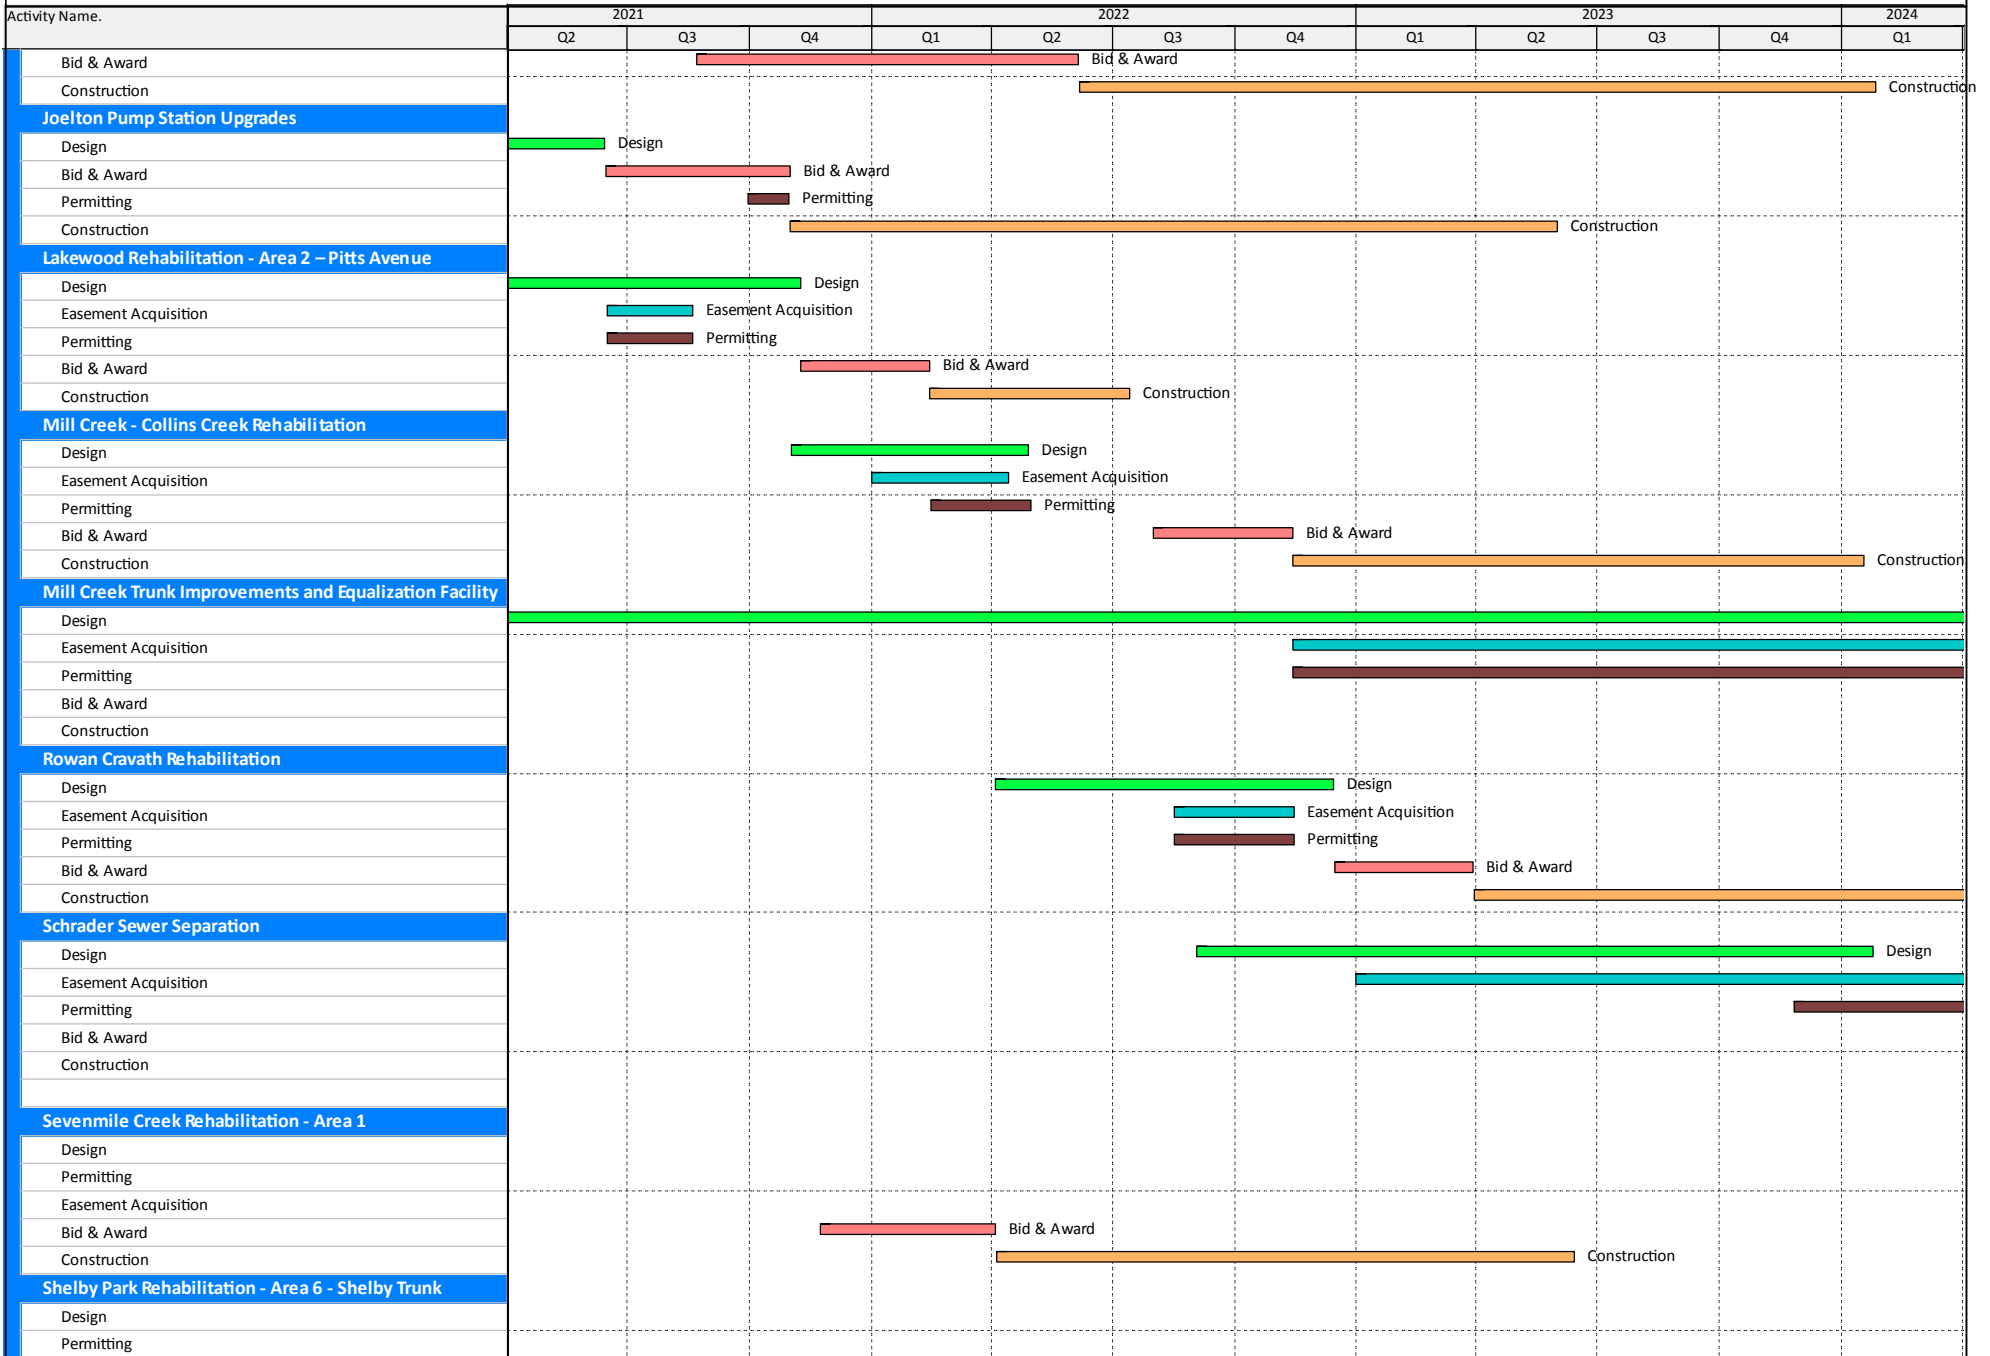 Activity Name.
2021 2022 2023 2024
Q2 Q3 Q4 Q1 Q2 Q3 Q4 Q1 Q2 Q3 Q4 Q1
Bid & Award Bid & Award
Construction Construction
Joelton Pump Station Upgrades
Design Design
Bid & Award Bid & Award
Permitting Permitting
Construction Construction
Lakewood Rehabilitation - Area 2 – Pitts Avenue
Design Design
Easement Acquisition Easement Acquisition
Permitting Permitting
Bid & Award Bid & Award
Construction Construction
Mill Creek - Collins Creek Rehabilitation
Design Design
Easement Acquisition Easement Acquisition
Permitting Permitting
Bid & Award Bid & Award
Construction Construction
Mill Creek Trunk Improvements and Equalization Facility
Design
Easement Acquisition
Permitting
Bid & Award
Construction
Rowan Cravath Rehabilitation
Design Design
Easement Acquisition Easement Acquisition
Permitting Permitting
Bid & Award Bid & Award
Construction
Schrader Sewer Separation
Design Design
Easement Acquisition
Permitting
Bid & Award
Construction
Sevenmile Creek Rehabilitation - Area 1
Design
Permitting
Easement Acquisition
Bid & Award Bid & Award
Construction Construction
Shelby Park Rehabilitation - Area 6 - Shelby Trunk
Design
Permitting